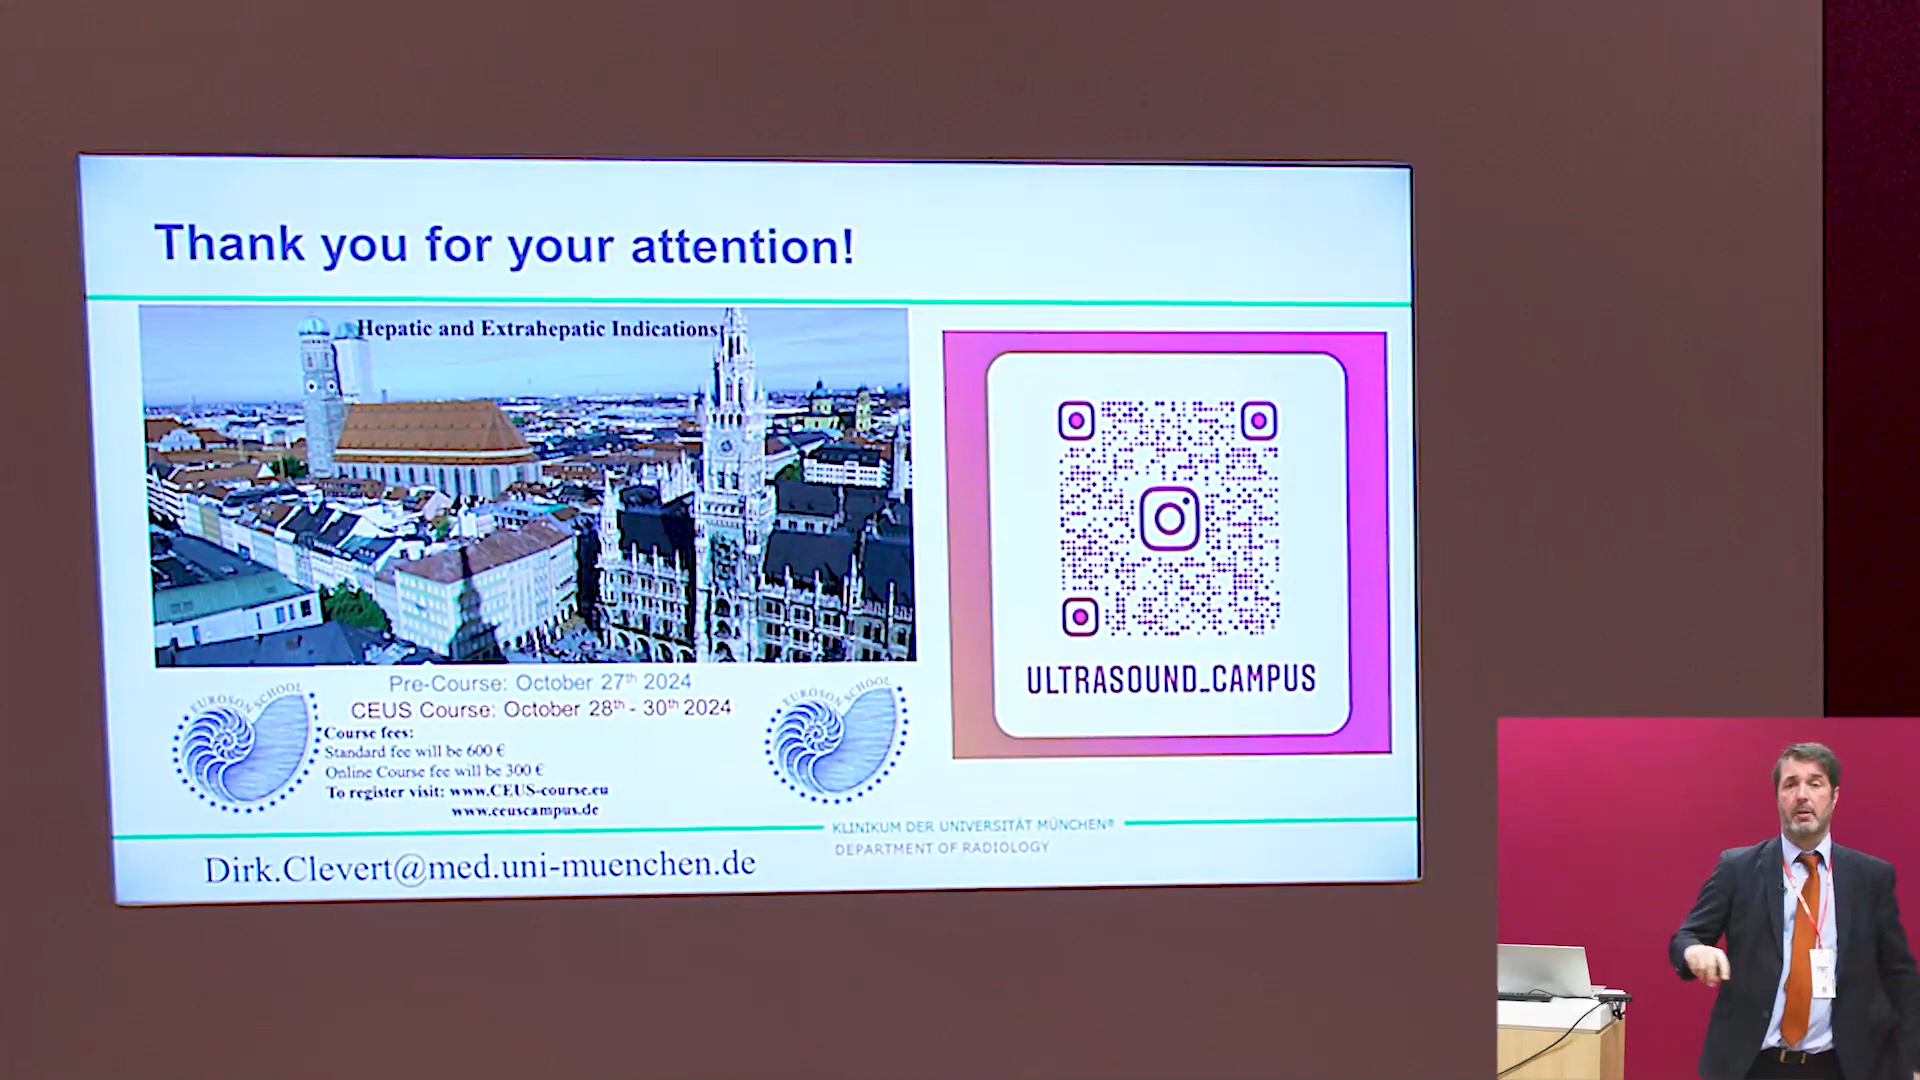 Thank you for your attention!
Hepatic and Extrahepatic Indications
ULTRASOUND_CAMPUS
Pre-Course: October 27th 2024
CEUS Course: October 28th - 30th 2024
EUROSON SCHOOL
EUROSON SCHOOL
Course fees:
Standard fee will be 600 €
Online Course fee will be 300 €
To register visit: www.CEUS-course.eu
www.ceuscampus.de
KLINIKUM DER UNIVERSITÄT MÜNCHEN®
DEPARTMENT OF RADIOLOGY
Dirk.Clevert@med.uni-muenchen.de